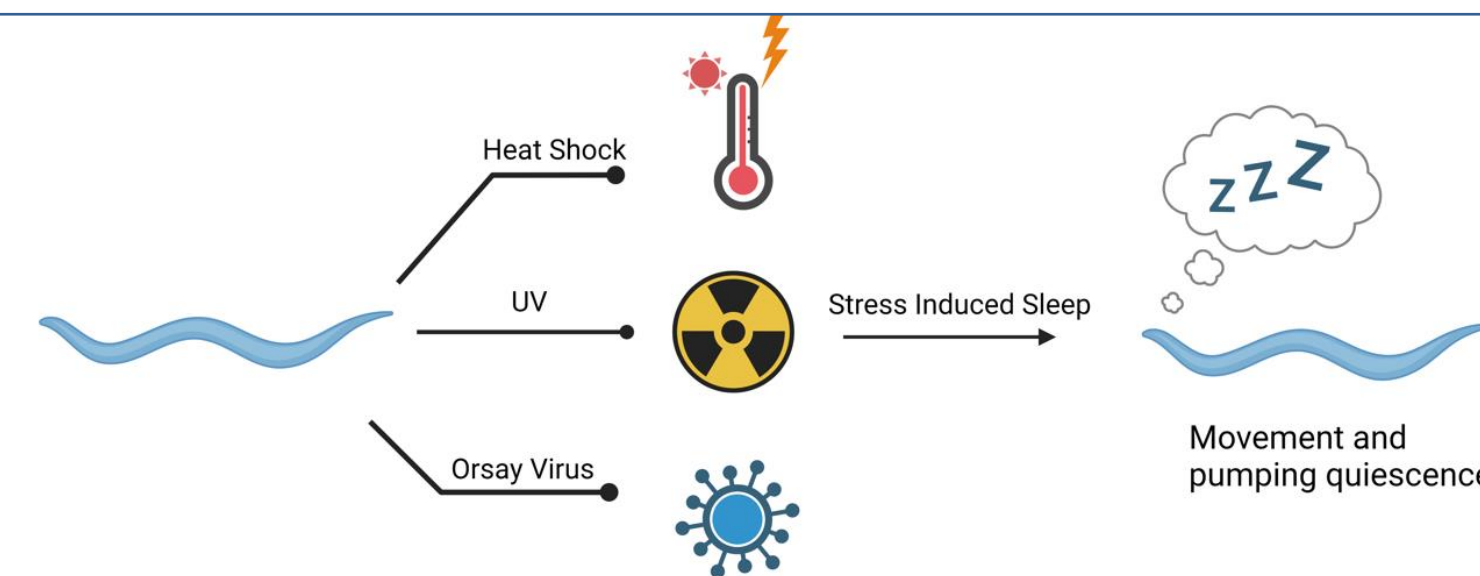 Heat Shock
UV
Orsay Virus
Stress Induced Sleep
z z z
Movement and
pumping quiescence